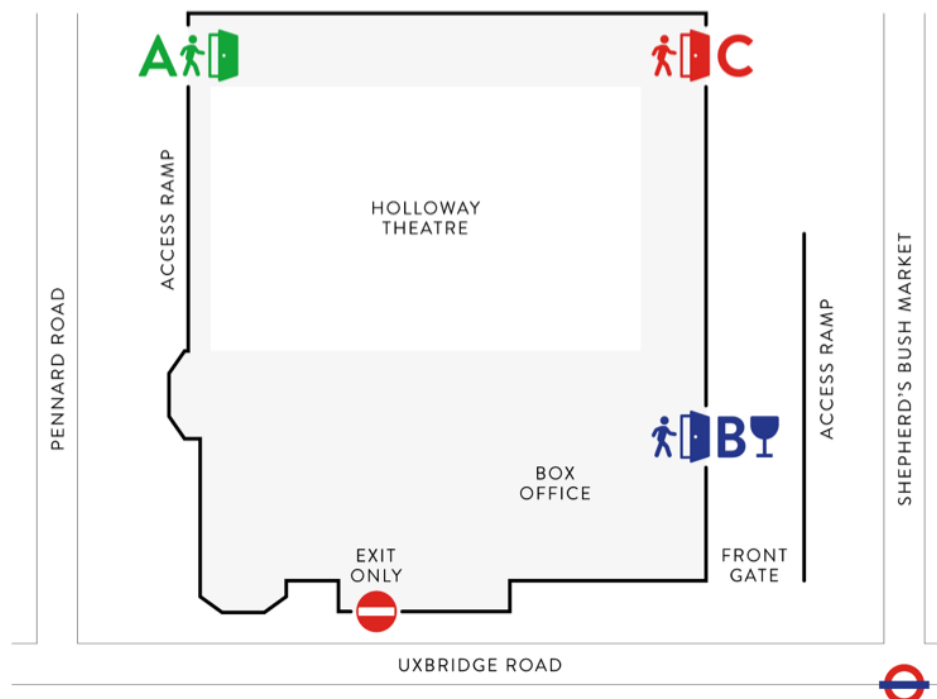 A
C
HOLLOWAY
THEATRE
ACCESS RAMP
PENNARD ROAD
SHEPHERD'S BUSH MARKET
ACCESS RAMP
B
BOX
OFFICE
EXIT
ONLY
FRONT
GATE
UXBRIDGE ROAD